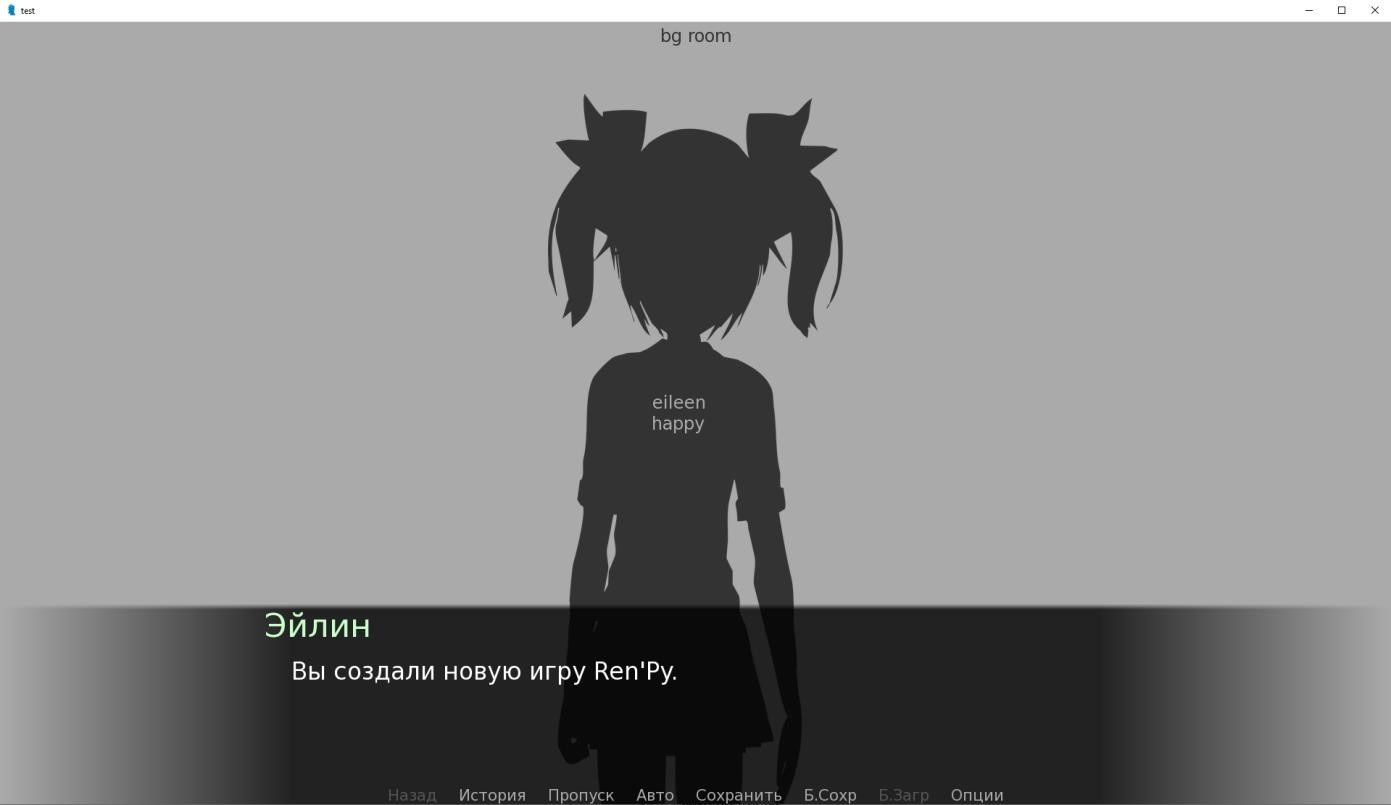 test
bg room
eileen
happy
Эйлин
Вы создали новую игру Ren'Py.
Назад История Пропуск Авто Сохранить Б.Сохр Б.Загр Опции